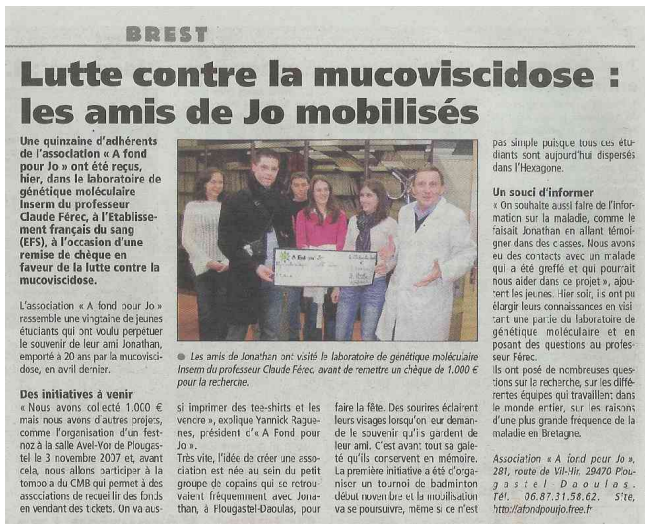 BREST
Lutte contre la mucoviscidose :
les amis de Jo mobilisés
Une quinzaine d'adhérents
de l'association « A fond
pour Jo » ont été reçus,
hier, dans le laboratoire de
génétique moléculaire
Inserm du professeur
Claude Férec, à l'Etablisse-
ment français du sang
(EFS), à l'occasion d'une
remise de chèque en
faveur de la lutte contre la
mucoviscidose.
L'association « A fond pour Jo »
rassemble une vingtaine de jeunes
étudiants qui ont voulu perpétuer
le souvenir de leur ami Jonathan,
emporté à 20 ans par la mucovisci-
dose, en avril dernier.
Des initiatives à venir
« Nous avons collecté 1.000 €
mais nous avons d'autres projets,
comme l'organisation d'un fest-
noz à la salle Avel-Vor de Plougas-
tel le 3 novembre 2007 et, avant
cela, nous allons participer à la
tombola du CMB qui permet à des
associations de recueillir des fonds
en vendant des tickets. On va aus-
A fond pour Jo
● Les amis de Jonathan ont visité le laboratoire de génétique moléculaire
Inserm du professeur Claude Férec, avant de remettre un chèque de 1.000 €
pour la recherche.
si imprimer des tee-shirts et les
vendre », explique Yannick Rague-
nes, président d'« A Fond pour
Jo ».
Très vite, l'idée de créer une as-
sociation est née au sein du petit
groupe de copains qui se retrou-
vaient fréquemment avec Jona-
than, à Plougastel-Daoulas, pour
faire la fête. Des sourires éclairent
leurs visages lorsqu'on leur deman-
de le souvenir qu'ils gardent de
leur ami. C'est avant tout sa gaie-
té qu'ils conservent en mémoire.
La première initiative a été d'orga-
niser un tournoi de badminton
début novembre et la mobilisation
va se poursuivre, même si ce n'est
pas simple puisque tous ces étu-
diants sont aujourd'hui dispersés
dans l'Hexagone.
Un souci d'informer
« On souhaite aussi faire de l'infor-
mation sur la maladie, comme le
faisait Jonathan en allant témoi-
gner dans des classes. Nous avons
eu des contacts avec un malade
qui a été greffé et qui pourrait
nous aider dans ce projet », ajou-
tent les jeunes. Hier soir, ils ont pu
élargir leurs connaissances en visi-
tant une partie du laboratoire de
génétique moléculaire et en
posant des questions au profes-
seur Férec.
Ils ont posé de nombreuses ques-
tions sur la recherche, sur les dif-
férentes équipes qui travaillent dans
le monde entier, sur les raisons
d'une plus grande fréquence de la
maladie en Bretagne.
Association « A fond pour Jo »,
281, route de Vil-Hir. 29470 Plou-
gastel Daoulas.
Tél. 06.87.31.58.62. Site,
http://afondpourjo.free.fr